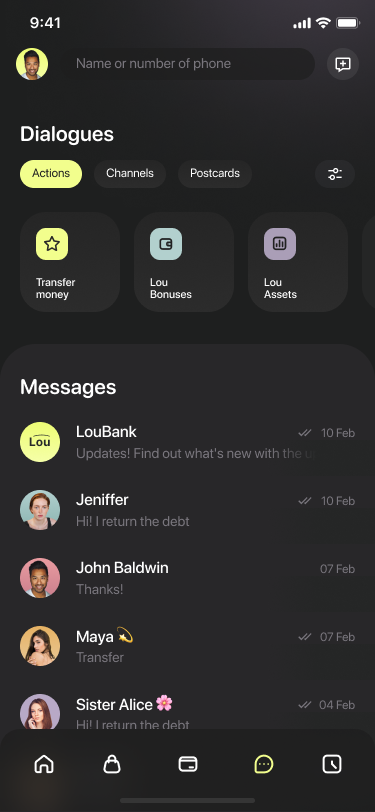 9:41
Name or number of phone
Dialogues
Actions
Channels
Postcards
Transfer
money
Lou
Bonuses
Lou
Assets
Messages
Lou
LouBank
10 Feb
Updates! Find out what's new with the
Jeniffer
10 Feb
Hi! I return the debt
John Baldwin
07 Feb
Thanks!
Maya 💫
07 Feb
Transfer
Sister Alice 🌸
04 Feb
Hi! I return the debt